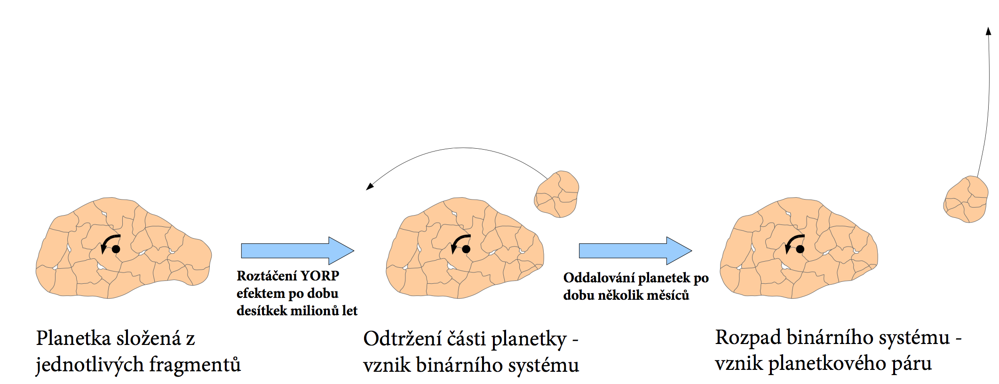 Roztáčení YORP
efektem po dobu
desítkek milionů let
Oddalování planetek po
dobu několik měsíců
Planetka složená z
jednotlivých fragmentů
Odtržení části planetky -
vznik binárního systému
Rozpad binárního systému -
vznik planetkového páru